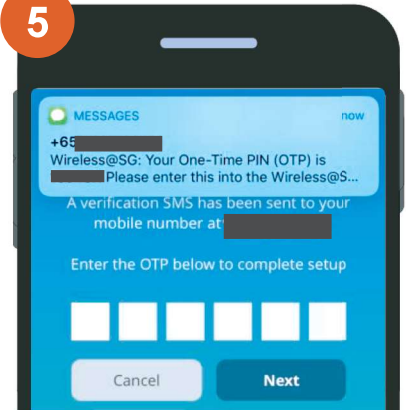 5
MESSAGES now
+65
Wireless@SG: Your One-Time PIN (OTP) is
Please enter this into the Wireless@S...
A verification SMS has been sent to your
mobile number at
Enter the OTP below to complete setup
Cancel Next